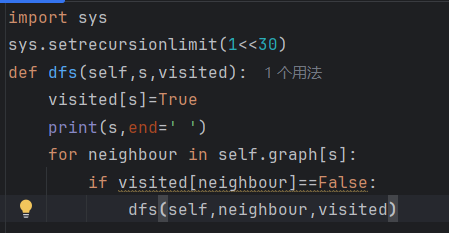 import sys
sys.setrecursionlimit(1<<30)
def dfs(self,s,visited): 1个用法
    visited[s]=True
    print(s,end=' ')
    for neighbour in self.graph[s]:
        if visited[neighbour]==False:
            dfs(self,neighbour,visited)